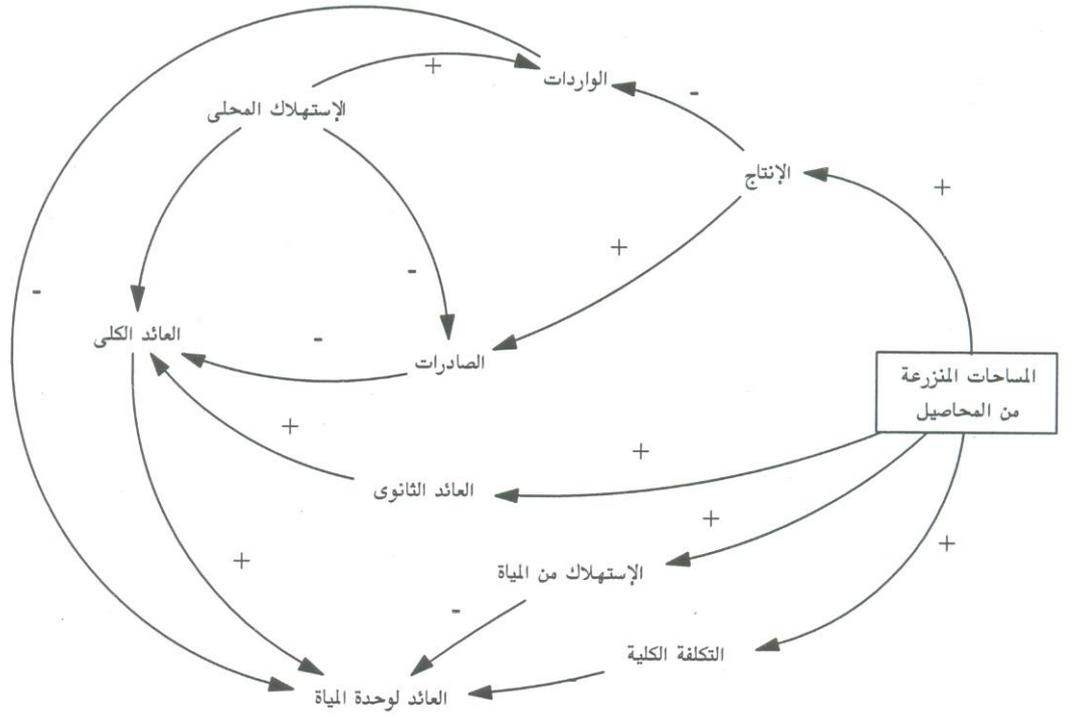 الواردات
+
-
الإستهلاك المحلى
الإنتاج
+
+
-
-
العائد الكلى
-
الصادرات
المساحات المنزرعة
من المحاصيل
+
+
العائد الثانوى
+
+
+
الإستهلاك من المياة
-
التكلفة الكلية
-
العائد لوحدة المياة